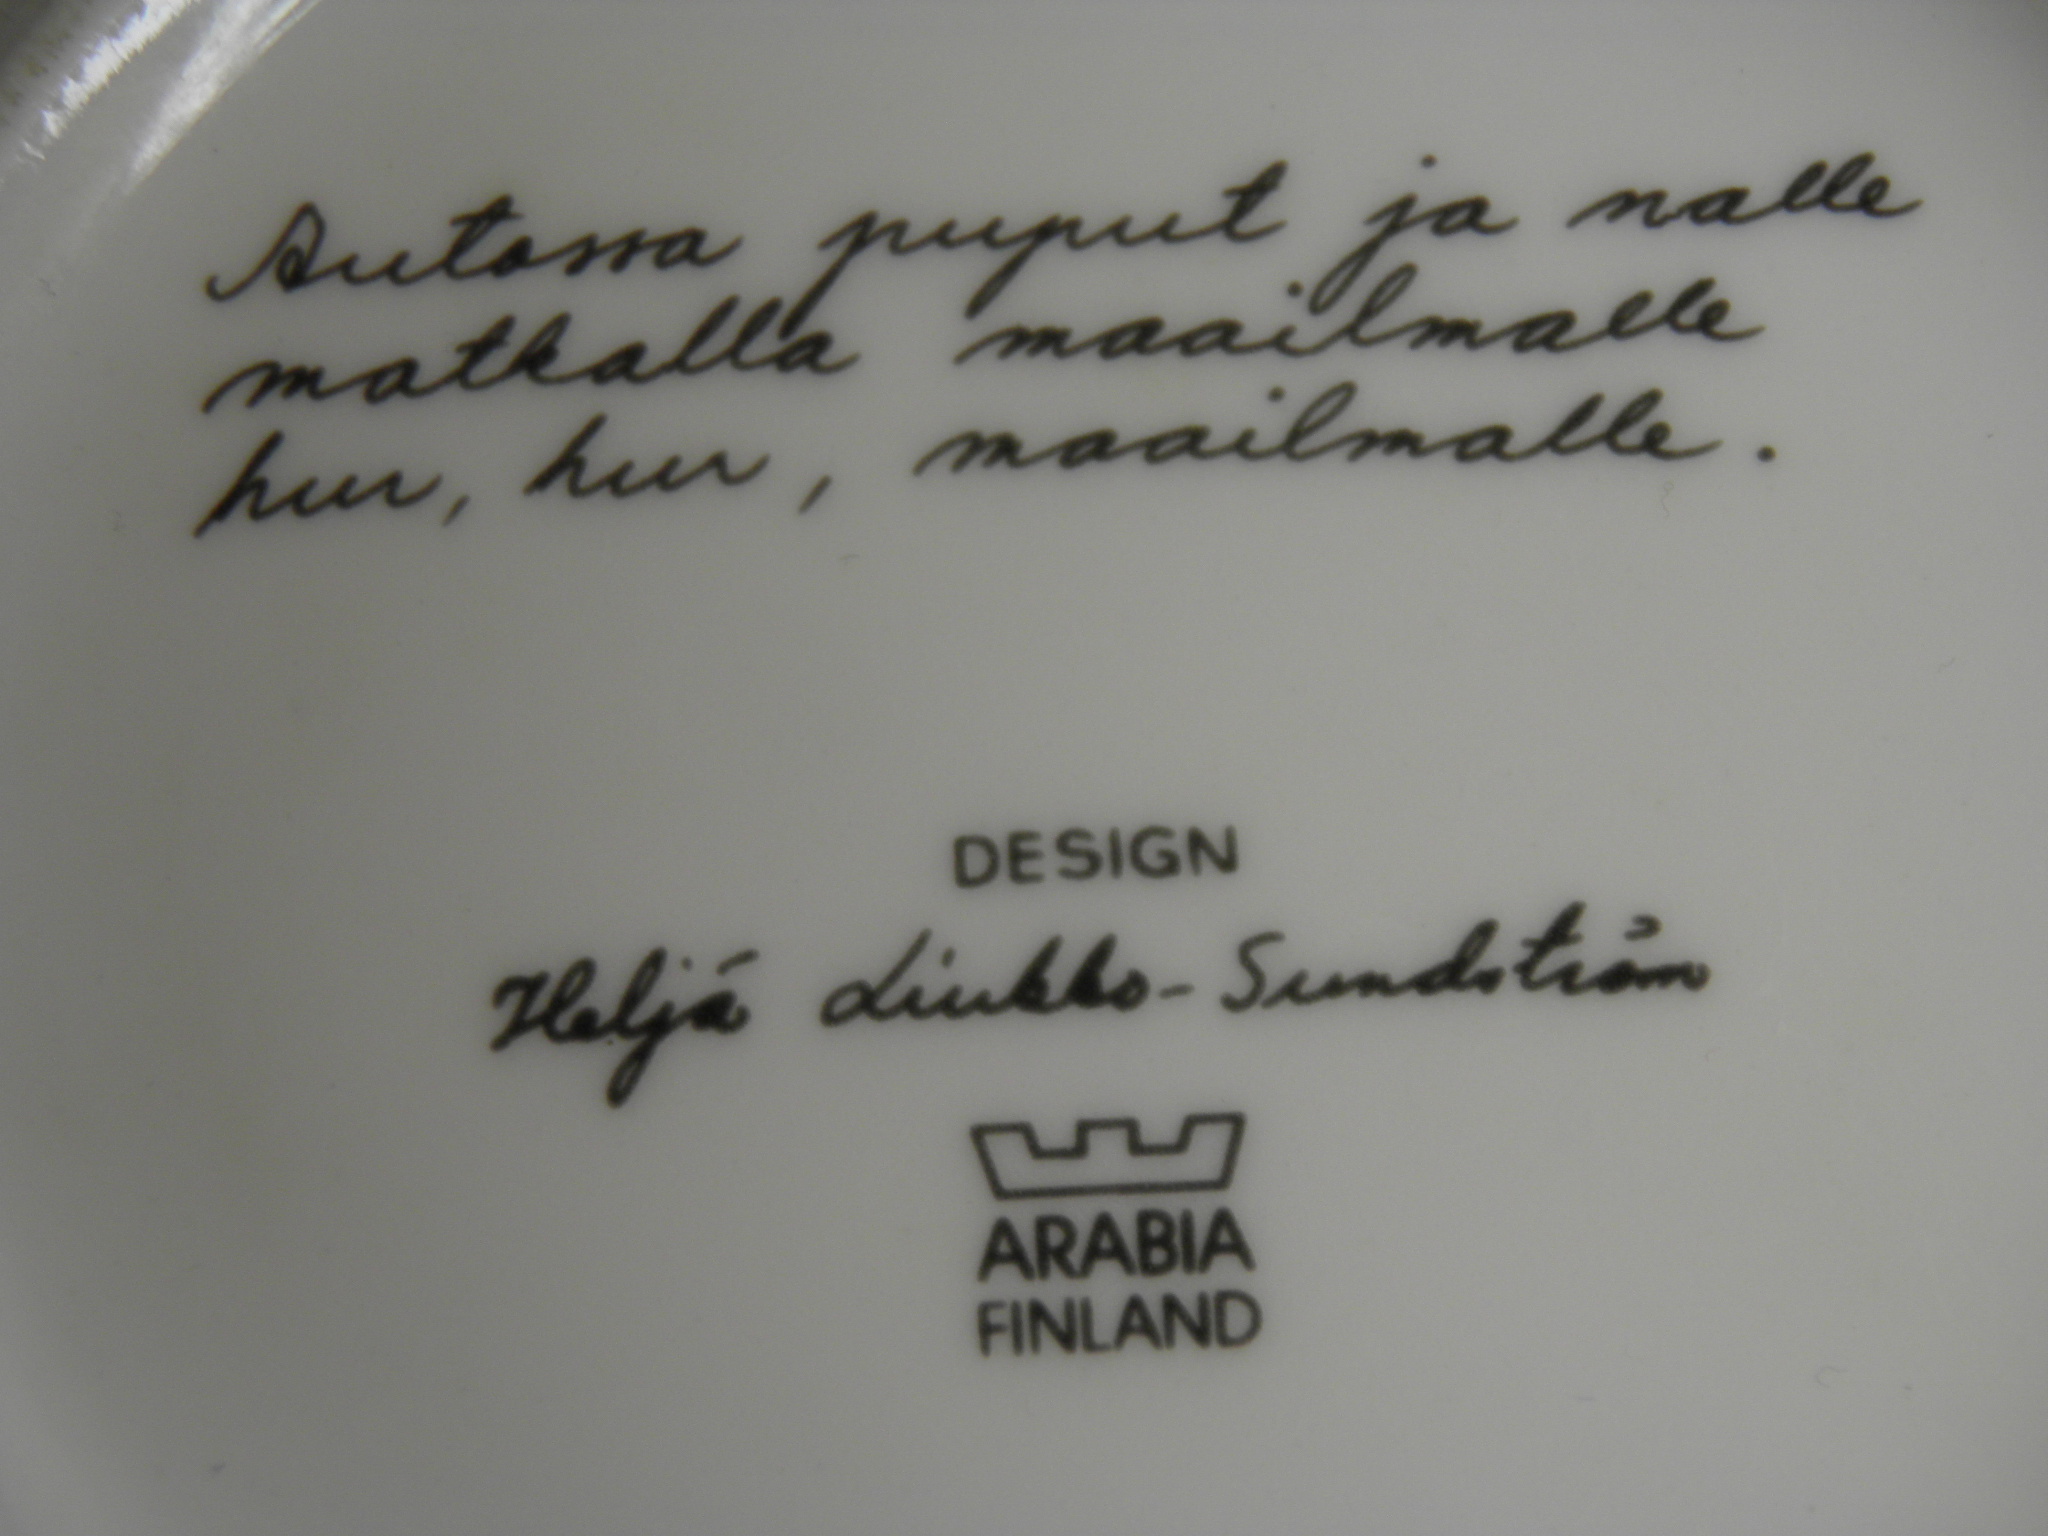 Autossa puput ja nalle
matkalla maailmalle
hur, hur, maailmalle.
DESIGN
Heljä Liukko-Sundström
ARABIA
FINLAND